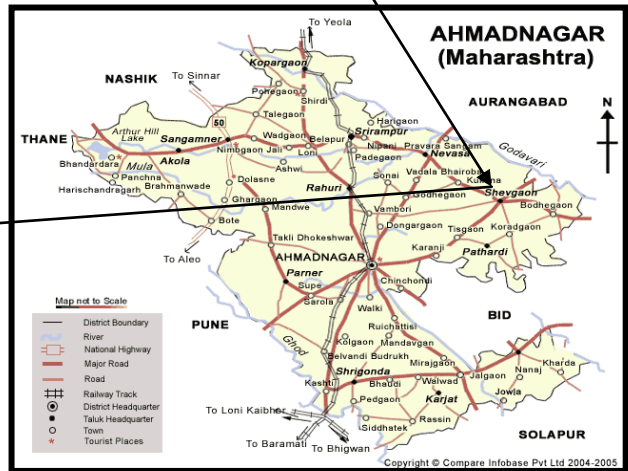 AHMADNAGAR
(Maharashtra)
To Yeola
Kopargaon
NASHIK
To Sinnar
Pohegaon
Shirdi
AURANGABAD
N
50
Talegaon
Harigaon
THANE
Arthur Hill
Lake
Sangamner
Wadgaon
Belapur
Srirampur
Nipani
Pravara Sangam
Godavari
Akola
Nimbgaon Jali
Loni
Padegaon
Nevasa
Bhandardara
Mula
Panchna
Ashwi
Sonai
Vadala Bhairoba
Harischandragarh
Brahmanwade
Dolasne
Rahuri
Godhegaon
Shevgaon
Ghargaon
Mandwe
Vambori
Bodhegaon
Bote
Dongargaon
Tisgaon
Koradgaon
To Aleo
Takli Dhokeshwar
Karanji
Pathardi
AHMADNAGAR
Parner
Supe
Chinchondi
Sarola
Walki
Map not to Scale
District Boundary
River
National Highway
Major Road
Road
Railway Track
District Headquarter
Taluk Headquarter
Town
Tourist Places
PUNE
Ghod
Ruichattisi
BID
Kolgaon
Mandavgan
Belvandi Budrukh
Mirajgaon
Shrigonda
Jalgaon
Nanaj
Kharda
Kashti
Bhaudi
Walwad
Jowla
To Loni Kaibhor
Pedgaon
Karjat
Siddhatek
Rassin
SOLAPUR
To Baramati
To Bhigwan
Copyright © Compare Infobase Pvt Ltd 2004-2005